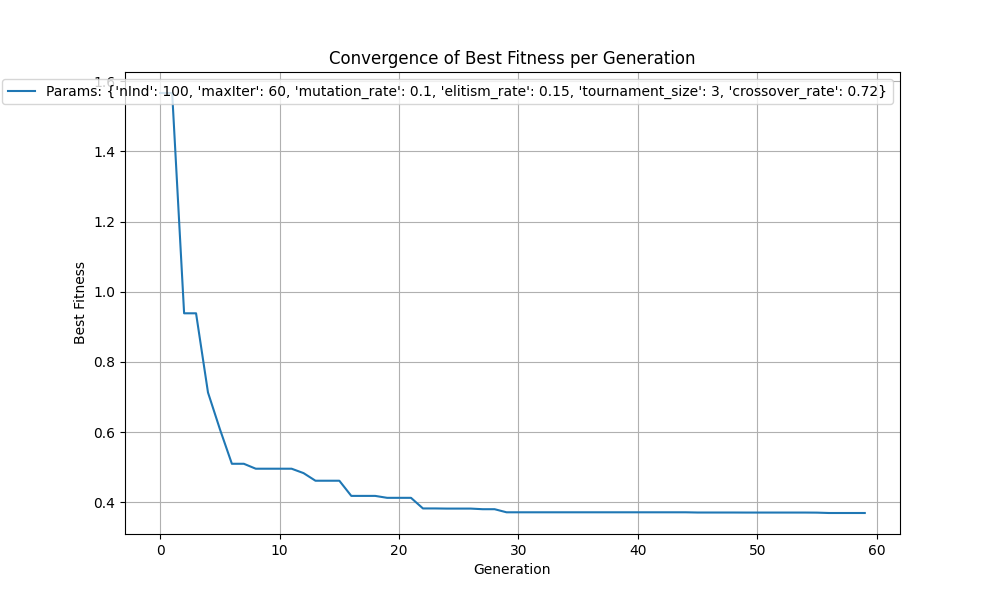 Convergence of Best Fitness per Generation
1.6
Params: {'nInd': 100, 'maxIter': 60, 'mutation_rate': 0.1, 'elitism_rate': 0.15, 'tournament_size': 3, 'crossover_rate': 0.72}
1.4
1.2
1.0
0.8
0.6
0.4
Best Fitness
0 10 20 30 40 50 60
Generation